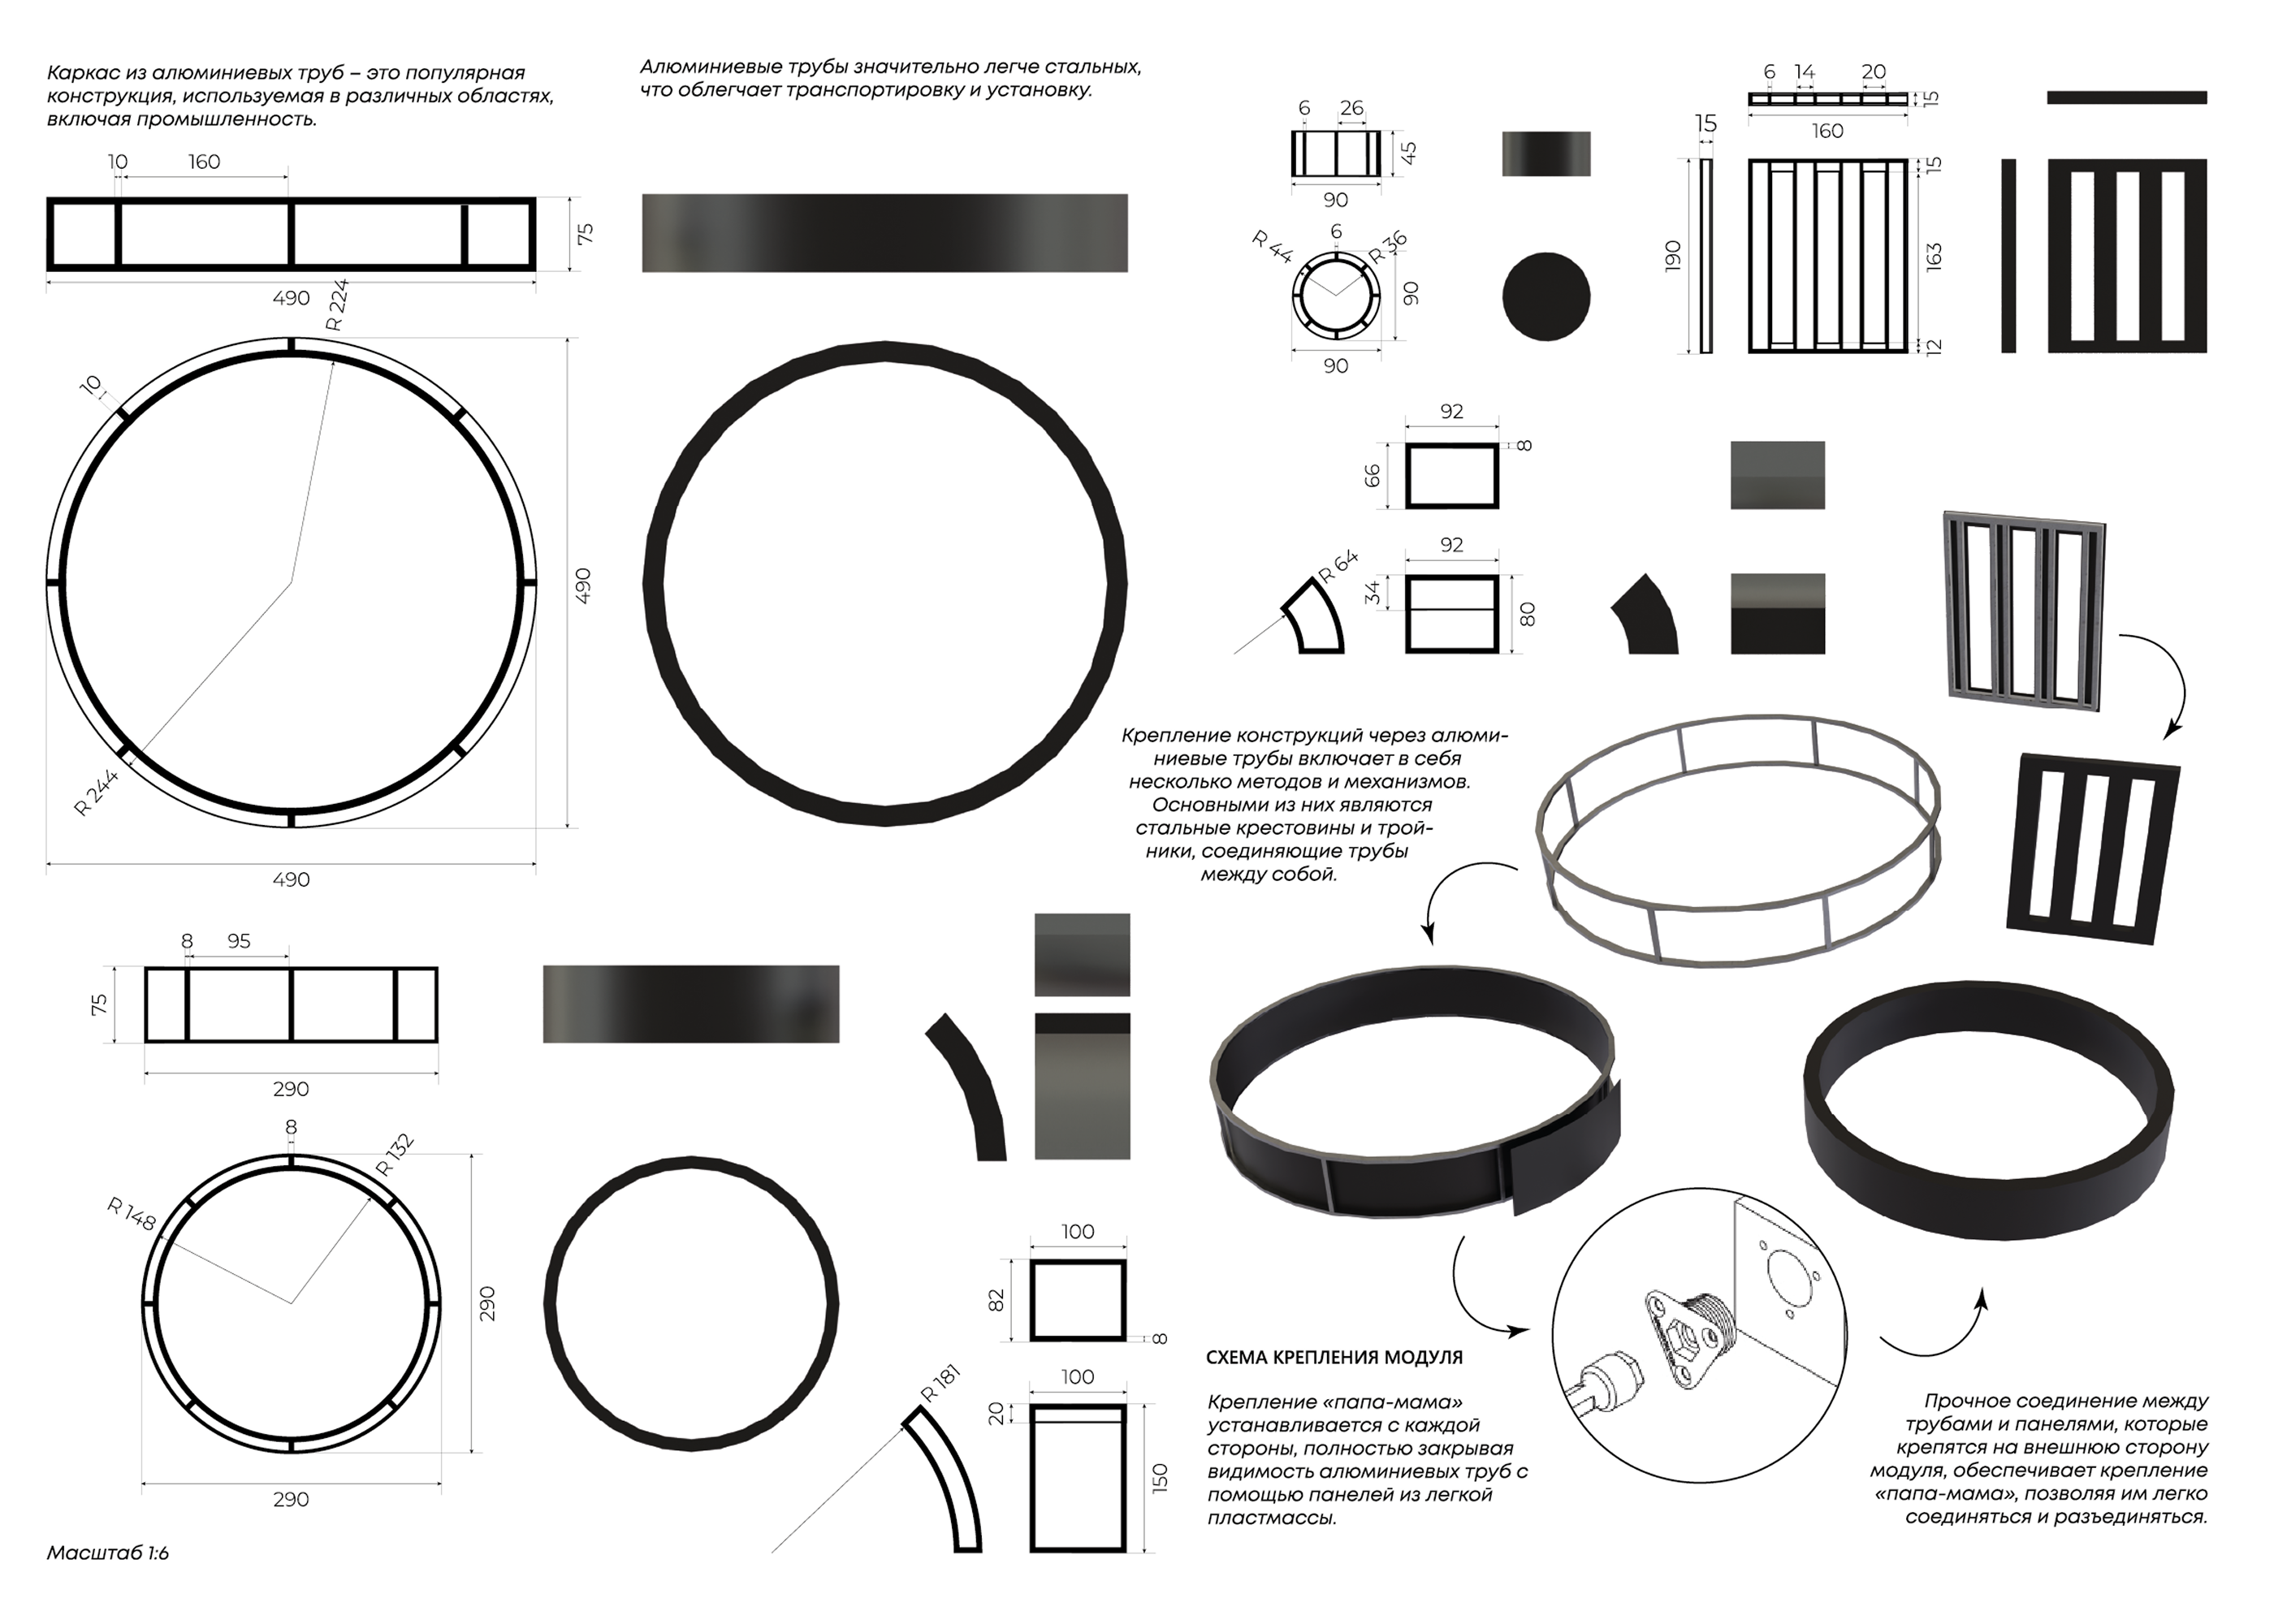 Каркас из алюминиевых труб – это популярная
конструкция, используемая в различных областях,
включая промышленность.
Алюминиевые трубы значительно легче стальных,
что облегчает транспортировку и установку.
10
160
75
490
R 224
10
490
R 244
490
8
95
75
290
8
R 132
R 148
290
290
Масштаб 1:6
6
26
45
90
6
R 44
R 36
90
90
6
14
20
15
160
15
15
190
163
12
92
8
66
92
R 64
34
80
Крепление конструкций через алюми-
ниевые трубы включает в себя
несколько методов и механизмов.
Основными из них являются
стальные крестовины и трой-
ники, соединяющие трубы
между собой.
100
82
8
R 181
100
20
150
СХЕМА КРЕПЛЕНИЯ МОДУЛЯ
Крепление «папа-мама»
устанавливается с каждой
стороны, полностью закрывая
видимость алюминиевых труб с
помощью панелей из легкой
пластмассы.
Прочное соединение между
трубами и панелями, которые
крепятся на внешнюю сторону
модуля, обеспечивает крепление
«папа-мама», позволяя им легко
соединяться и разъединяться.